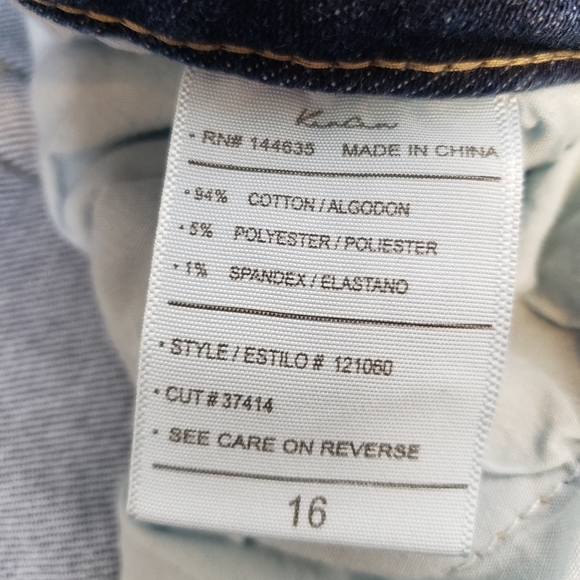 KanCan
• RN# 144635 MADE IN CHINA
• 94% COTTON / ALGODON
• 5% POLYESTER / POLIESTER
• 1% SPANDEX / ELASTANO
• STYLE / ESTILO # 121060
• CUT # 37414
• SEE CARE ON REVERSE
16